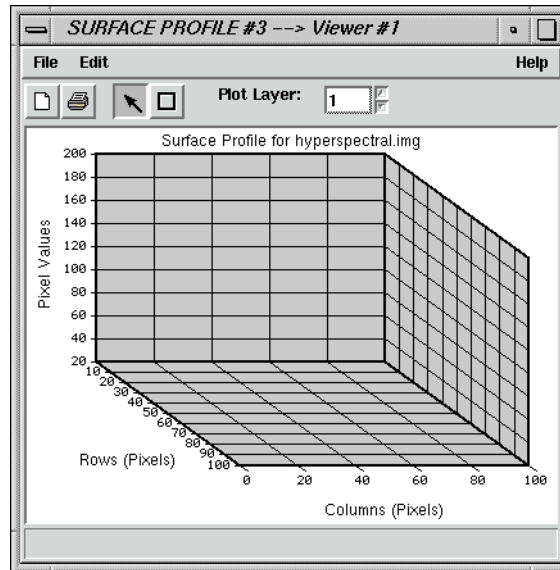 SURFACE PROFILE #3 --> Viewer #1
File Edit Help
Plot Layer: 1
Surface Profile for hyperspectral.img
Pixel Values
200
180
160
140
120
100
80
60
40
20
10
20
30
40
50
60
70
80
90
100
Rows (Pixels)
0 20 40 60 80 100
Columns (Pixels)